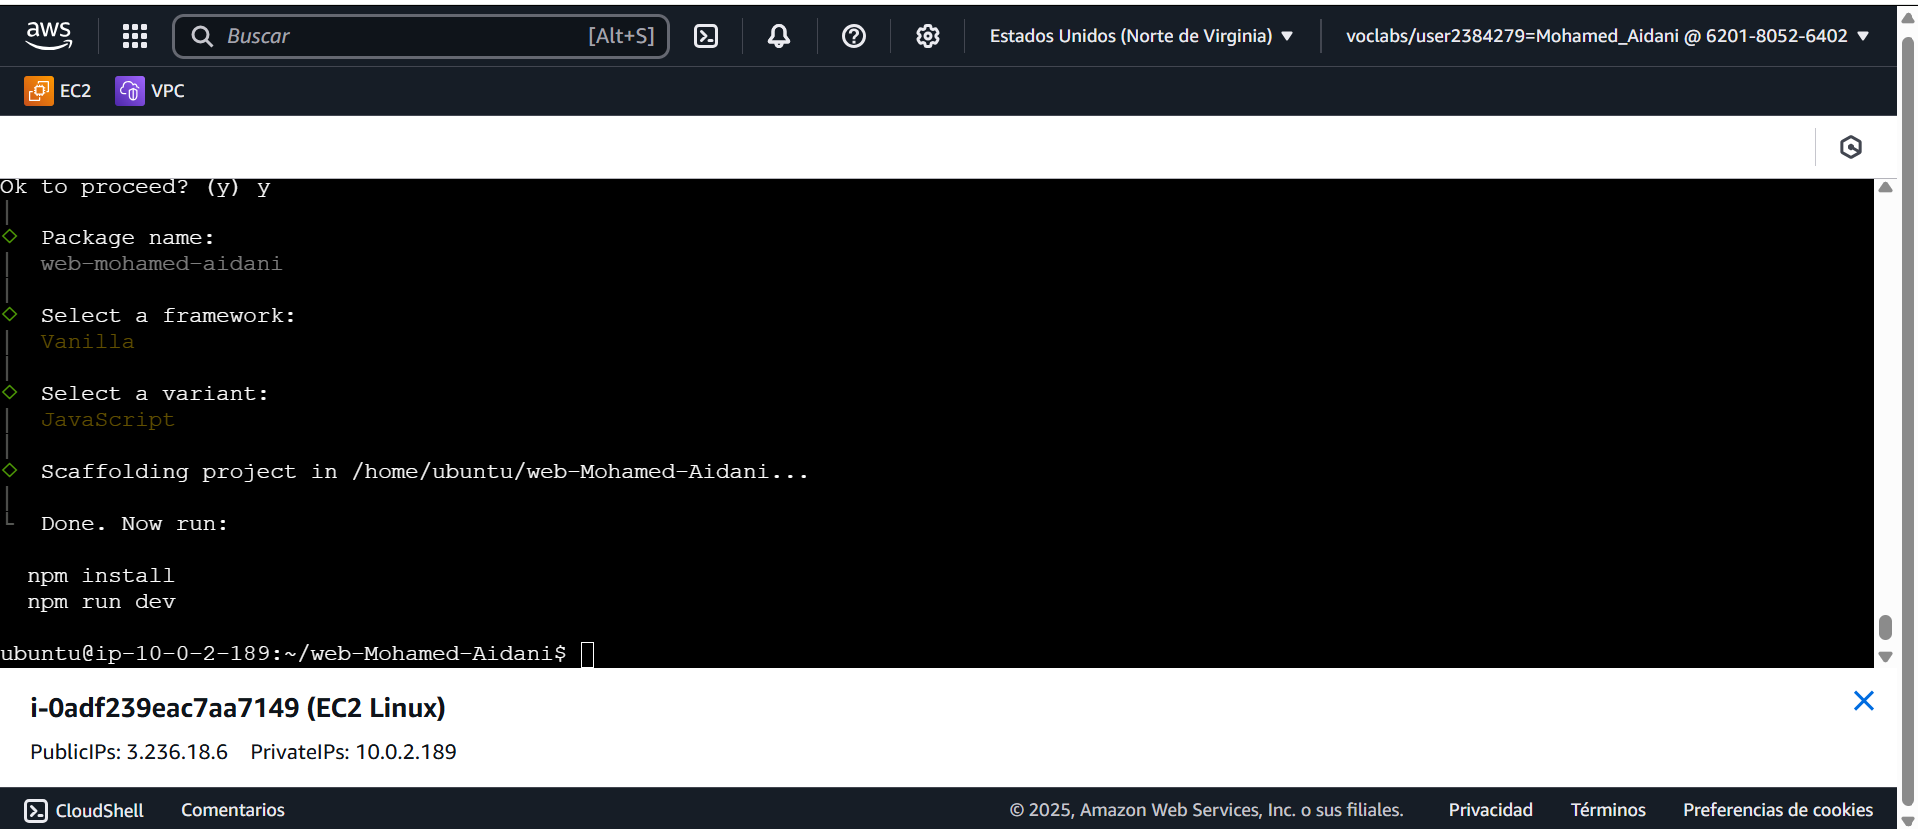 aws
Buscar [Alt+S] Estados Unidos (Norte de Virginia) voclabs/user2384279=Mohamed_Aidani @ 6201-8052-6402
EC2 VPC
Ok to proceed? (y) y
Package name:
web-mohamed-aidani
Select a framework:
Vanilla
Select a variant:
JavaScript
Scaffolding project in /home/ubuntu/web-Mohamed-Aidani...
Done. Now run:
npm install
npm run dev
ubuntu@ip-10-0-2-189:~/web-Mohamed-Aidani$
i-0adf239eac7aa7149 (EC2 Linux)
PublicIPs: 3.236.18.6 PrivateIPs: 10.0.2.189
CloudShell Comentarios © 2025, Amazon Web Services, Inc. o sus filiales. Privacidad Términos Preferencias de cookies